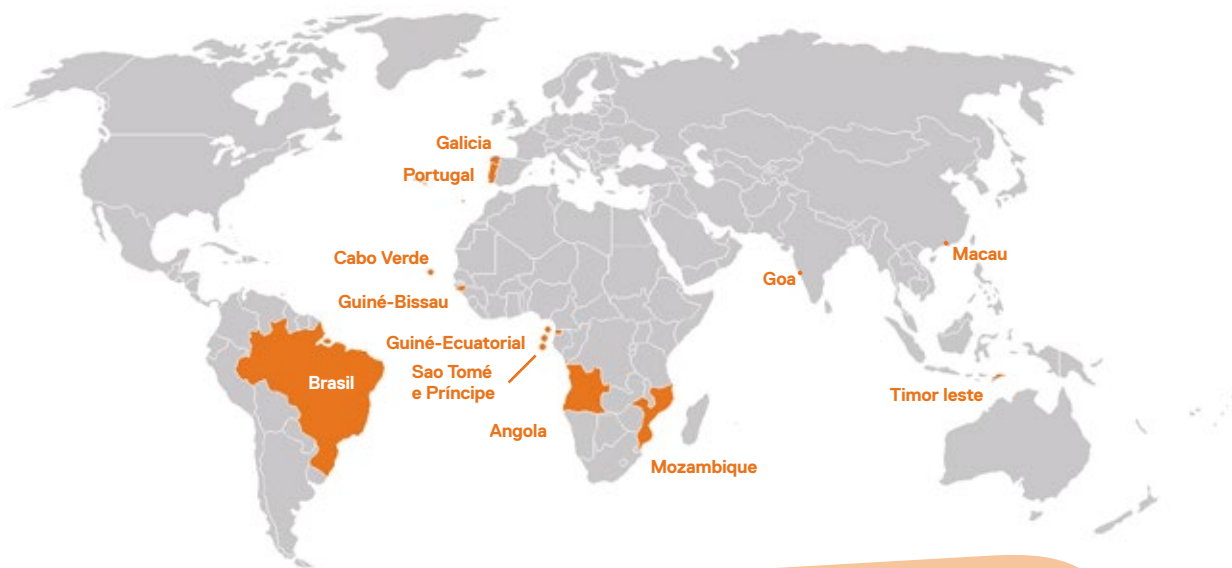 Galicia
Portugal
Cabo Verde
Macau
Goa
Guiné-Bissau
Guiné-Ecuatorial
Sao Tomé
e Príncipe
Brasil
Timor leste
Angola
Mozambique